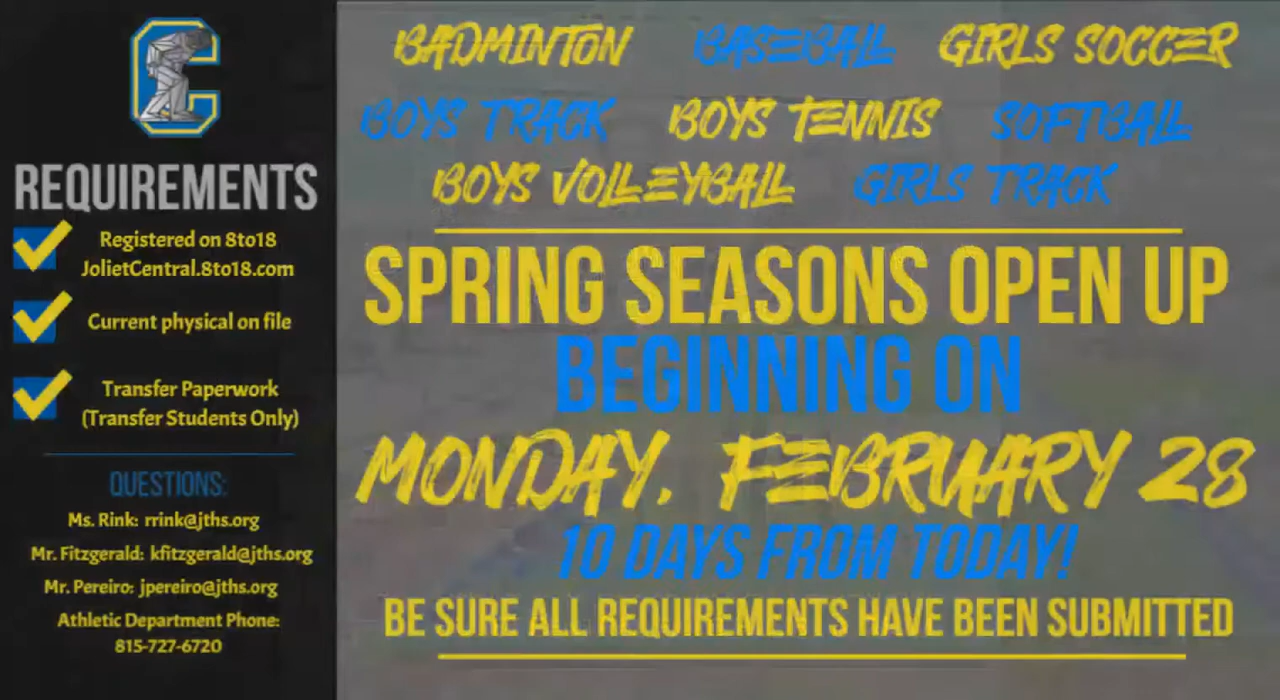 C
REQUIREMENTS
Registered on 8to18
JolietCentral.8to18.com
Current physical on file
Transfer Paperwork
(Transfer Students Only)
QUESTIONS:
Ms. Rink: rrink@jths.org
Mr. Fitzgerald: kfitzgerald@jths.org
Mr. Pereiro: jpereiro@jths.org
Athletic Department Phone:
815-727-6720
BADMINTON BASEBALL GIRLS SOCCER
BOYS TRACK BOYS TENNIS SOFTBALL
BOYS VOLLEYBALL GIRLS TRACK
SPRING SEASONS OPEN UP
BEGINNING ON
MONDAY, FEBRUARY 28
10 DAYS FROM TODAY!
BE SURE ALL REQUIREMENTS HAVE BEEN SUBMITTED